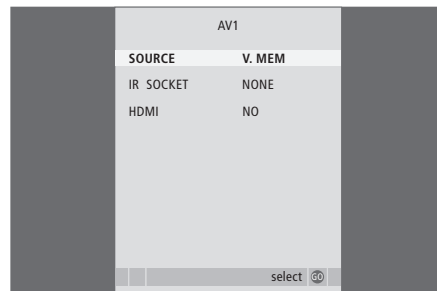 AV1
SOURCE V. MEM
IR SOCKET NONE
HDMI NO
select GO